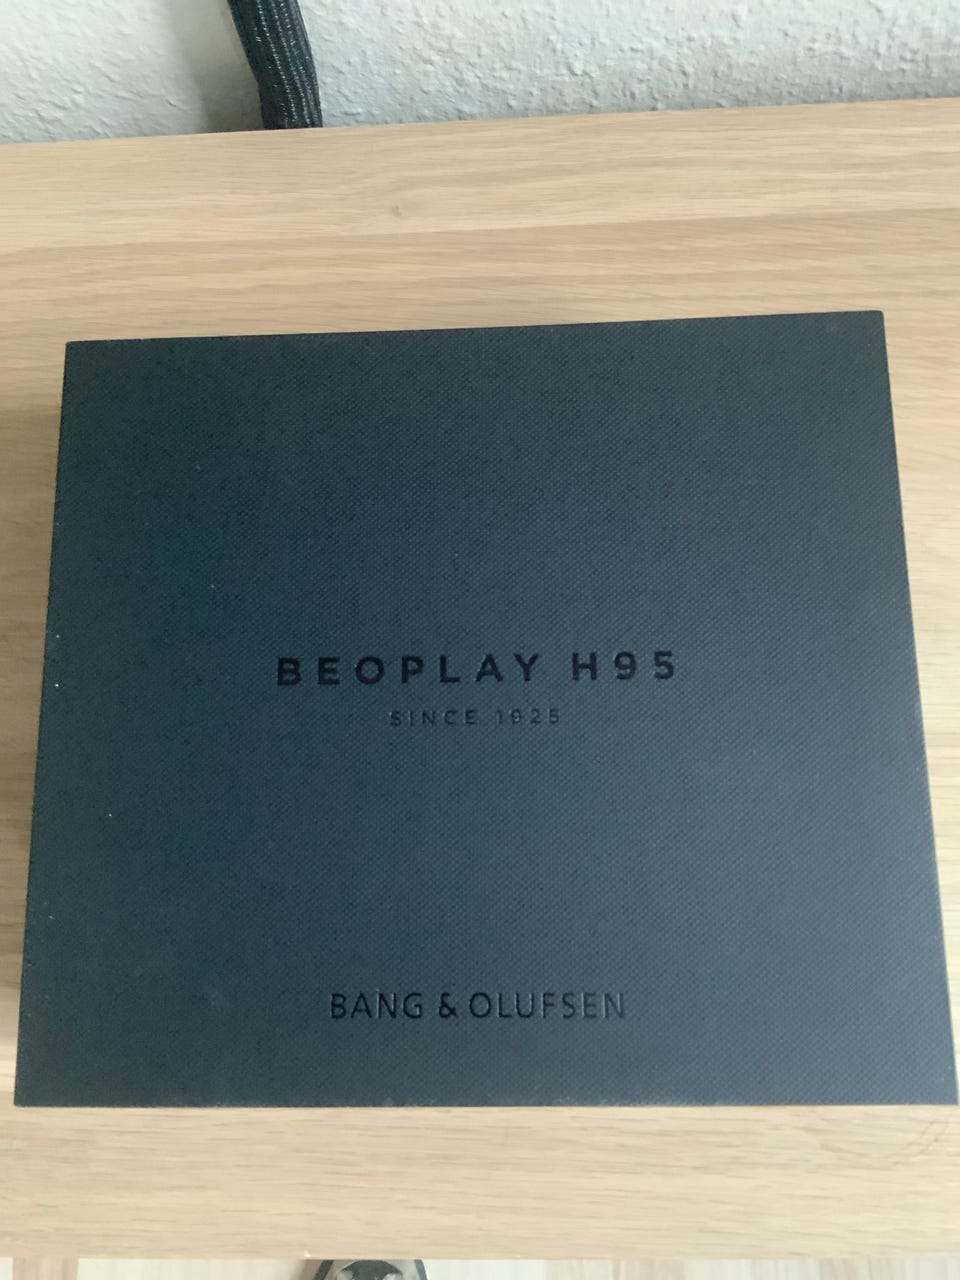 BEOPLAY H95
SINCE 1925
BANG & OLUFSEN